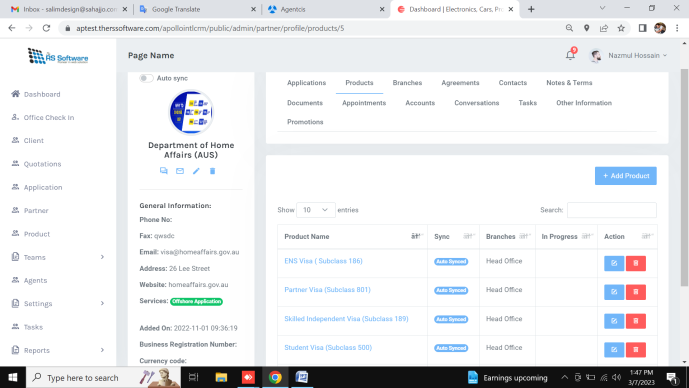 Inbox - salimdesign@sahajjo.com
Google Translate
Agentcis
Dashboard | Electronics, Cars, Pr
aptest.therssoftware.com/apollointlcrm/public/admin/partner/profile/products/5
RS Software
Page Name
9
Nazmul Hossain
Dashboard
Office Check In
Client
Quotations
Application
Partner
Product
Teams
Agents
Settings
Tasks
Reports
Auto sync
Department of Home
Affairs (AUS)
General Information:
Phone No:
Fax: qwsdc
Email: visa@homeaffairs.gov.au
Address: 26 Lee Street
Website: homeaffairs.gov.au
Services: Offshore Application
Added On: 2022-11-01 09:36:19
Business Registration Number:
Currency code:
Applications Products Branches Agreements Contacts Notes & Terms
Documents Appointments Accounts Conversations Tasks Other Information
Promotions
+ Add Product
Show 10 entries
Search:
Product Name Sync Branches In Progress Action
ENS Visa ( Subclass 186) Auto Synced Head Office
Partner Visa (Subclass 801) Auto Synced Head Office
Skilled Independent Visa (Subclass 189) Auto Synced Head Office
Student Visa (Subclass 500) Auto Synced Head Office
Type here to search
Earnings upcoming
1:47 PM
3/7/2023